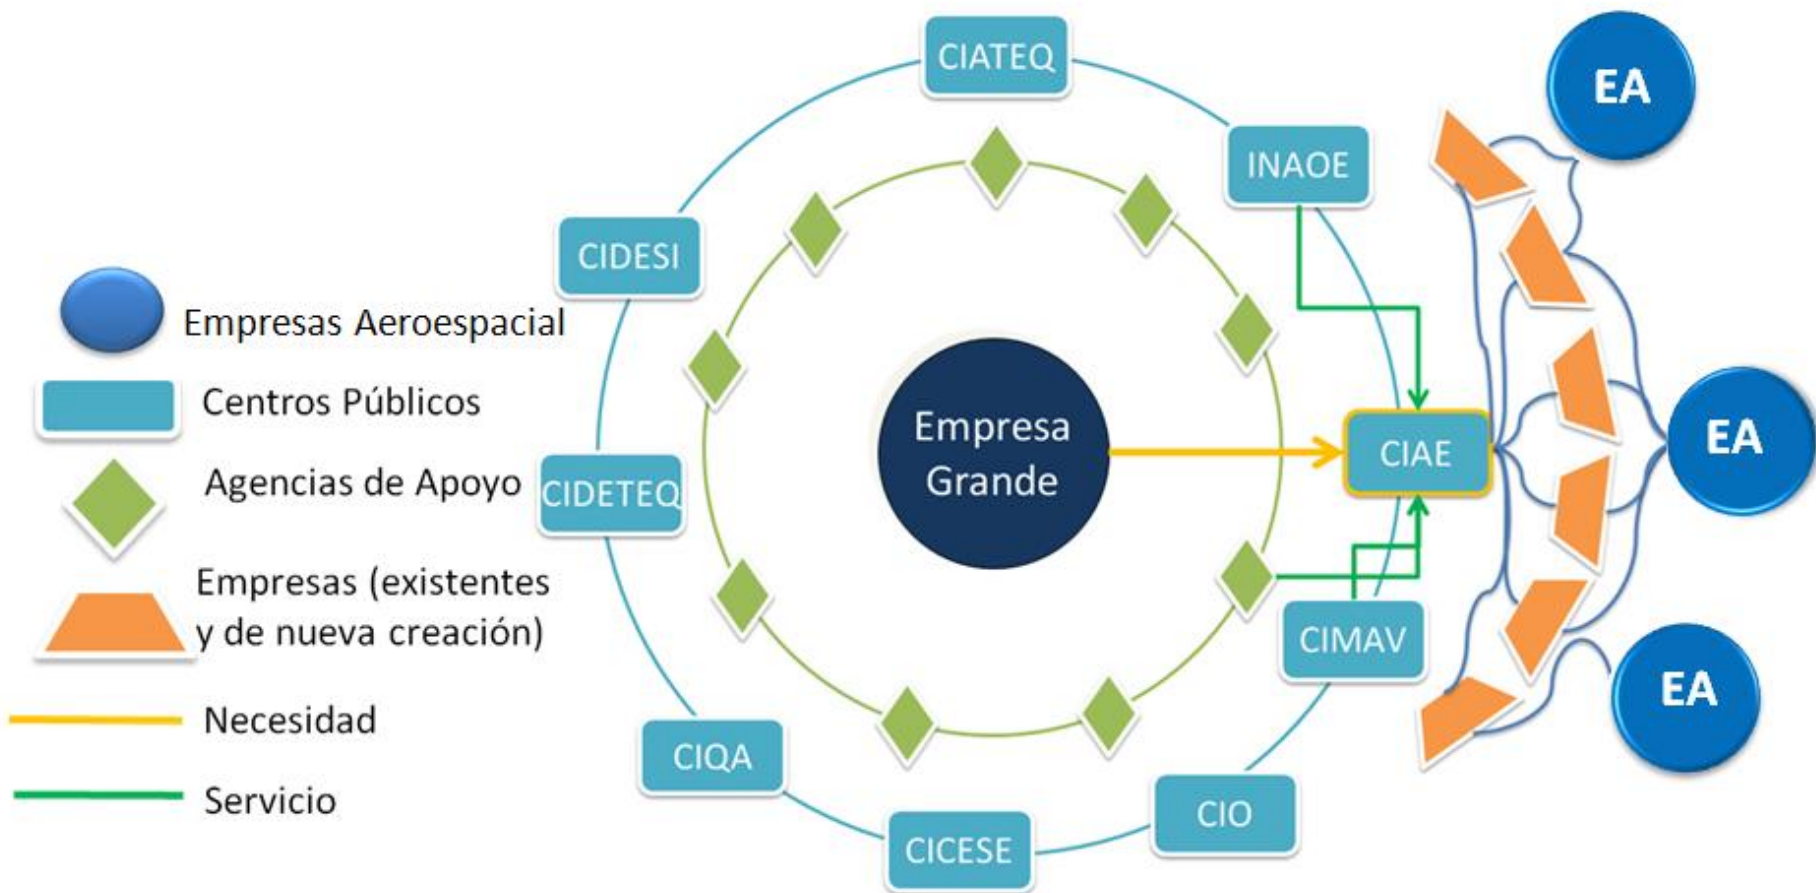 CIATEQ
INAOE
CIDESI
CIDETEQ
CIQA
CICESE
CIO
CIMAV
CIAE
Empresa
Grande
EA
EA
EA
Empresas Aeroespacial
Centros Públicos
Agencias de Apoyo
Empresas (existentes
y de nueva creación)
Necesidad
Servicio